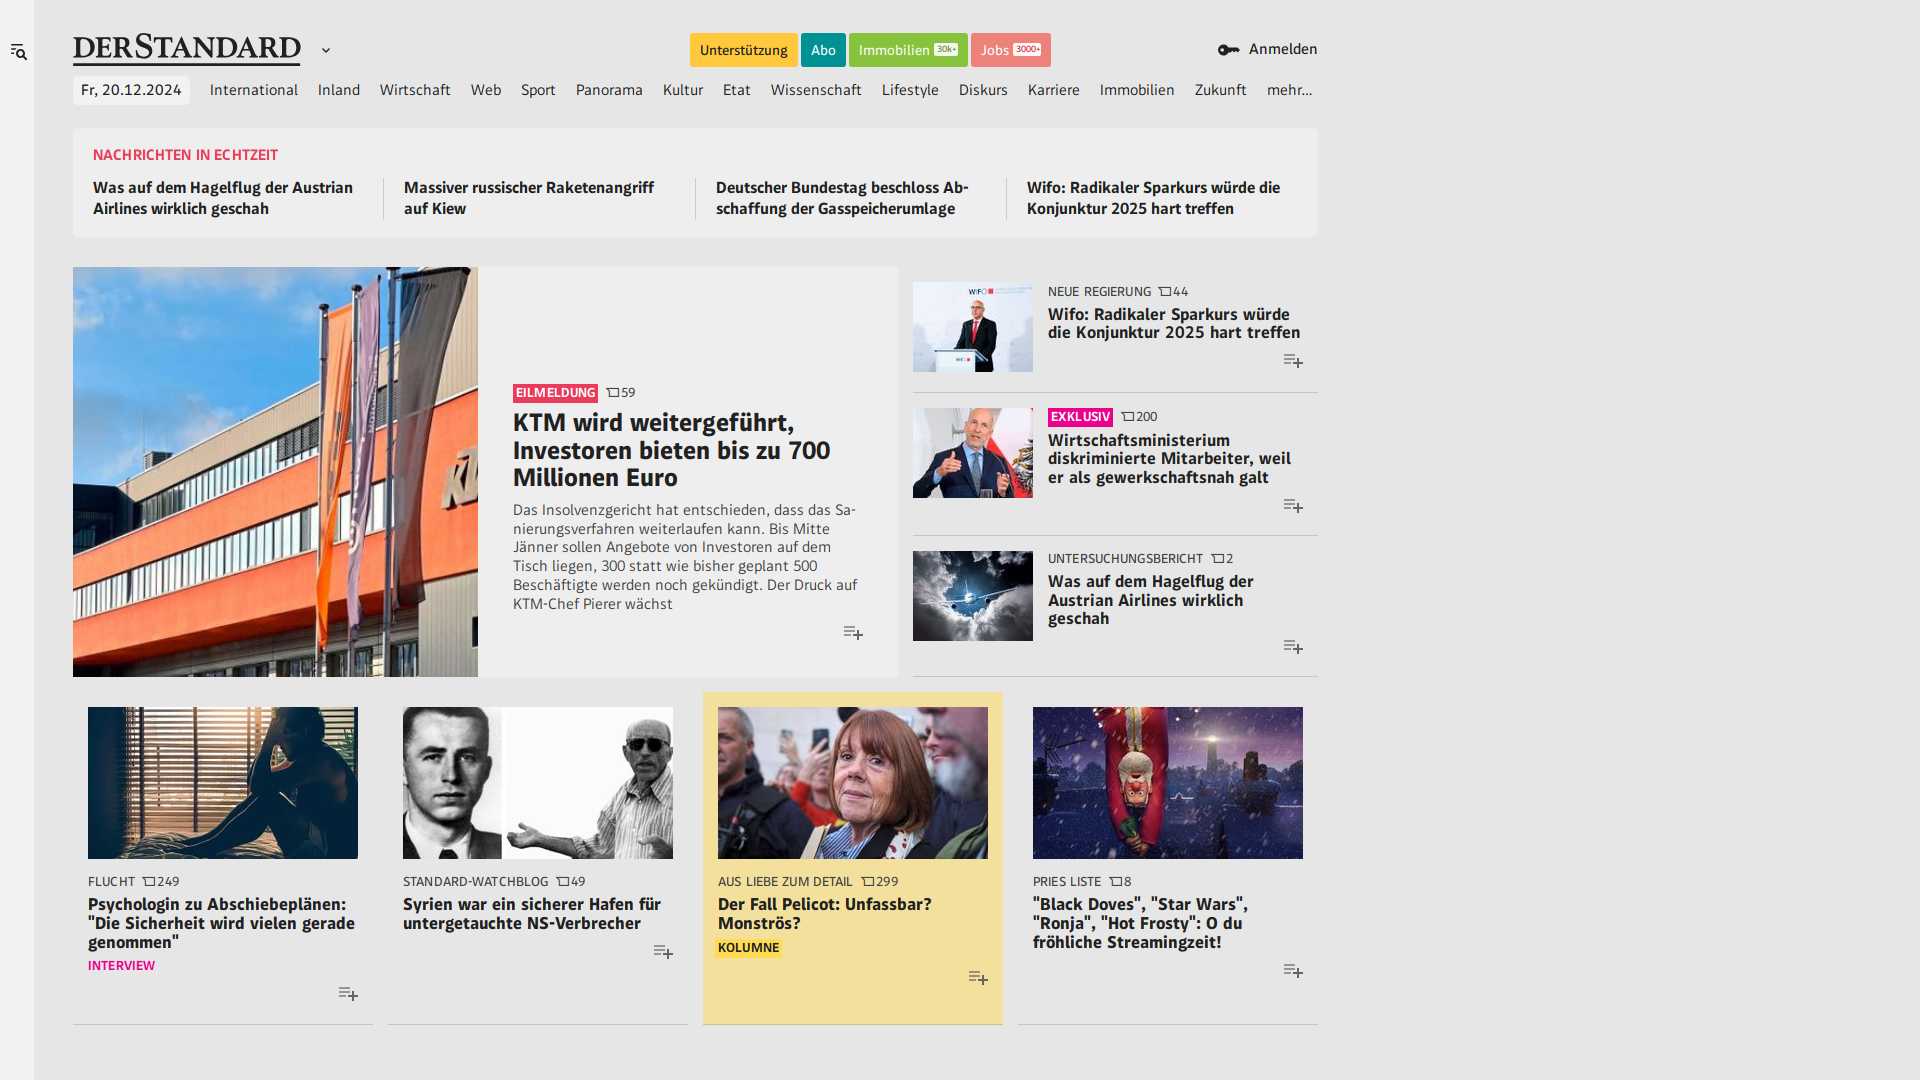 DERSTANDARD
Unterstützung
Abo
Immobilien 30k+
Jobs 3000+
Anmelden
Fr, 20.12.2024
International
Inland
Wirtschaft
Web
Sport
Panorama
Kultur
Etat
Wissenschaft
Lifestyle
Diskurs
Karriere
Immobilien
Zukunft
mehr...
NACHRICHTEN IN ECHTZEIT
Was auf dem Hagelflug der Austrian
Airlines wirklich geschah
Massiver russischer Raketenangriff
auf Kiew
Deutscher Bundestag beschloss Ab-
schaffung der Gasspeicherumlage
Wifo: Radikaler Sparkurs würde die
Konjunktur 2025 hart treffen
KTM
EILMELDUNG 59
KTM wird weitergeführt,
Investoren bieten bis zu 700
Millionen Euro
Das Insolvenzgericht hat entschieden, dass das Sa-
nierungsverfahren weiterlaufen kann. Bis Mitte
Jänner sollen Angebote von Investoren auf dem
Tisch liegen, 300 statt wie bisher geplant 500
Beschäftigte werden noch gekündigt. Der Druck auf
KTM-Chef Pierer wächst
WIFO
WIFO
NEUE REGIERUNG 44
Wifo: Radikaler Sparkurs würde
die Konjunktur 2025 hart treffen
EXKLUSIV 200
Wirtschaftsministerium
diskriminierte Mitarbeiter, weil
er als gewerkschaftsnah galt
UNTERSUCHUNGSBERICHT 2
Was auf dem Hagelflug der
Austrian Airlines wirklich
geschah
FLUCHT 249
Psychologin zu Abschiebeplänen:
"Die Sicherheit wird vielen gerade
genommen"
INTERVIEW
STANDARD-WATCHBLOG 49
Syrien war ein sicherer Hafen für
untergetauchte NS-Verbrecher
AUS LIEBE ZUM DETAIL 299
Der Fall Pelicot: Unfassbar?
Monströs?
KOLUMNE
PRIES LISTE 8
"Black Doves", "Star Wars",
"Ronja", "Hot Frosty": O du
fröhliche Streamingzeit!